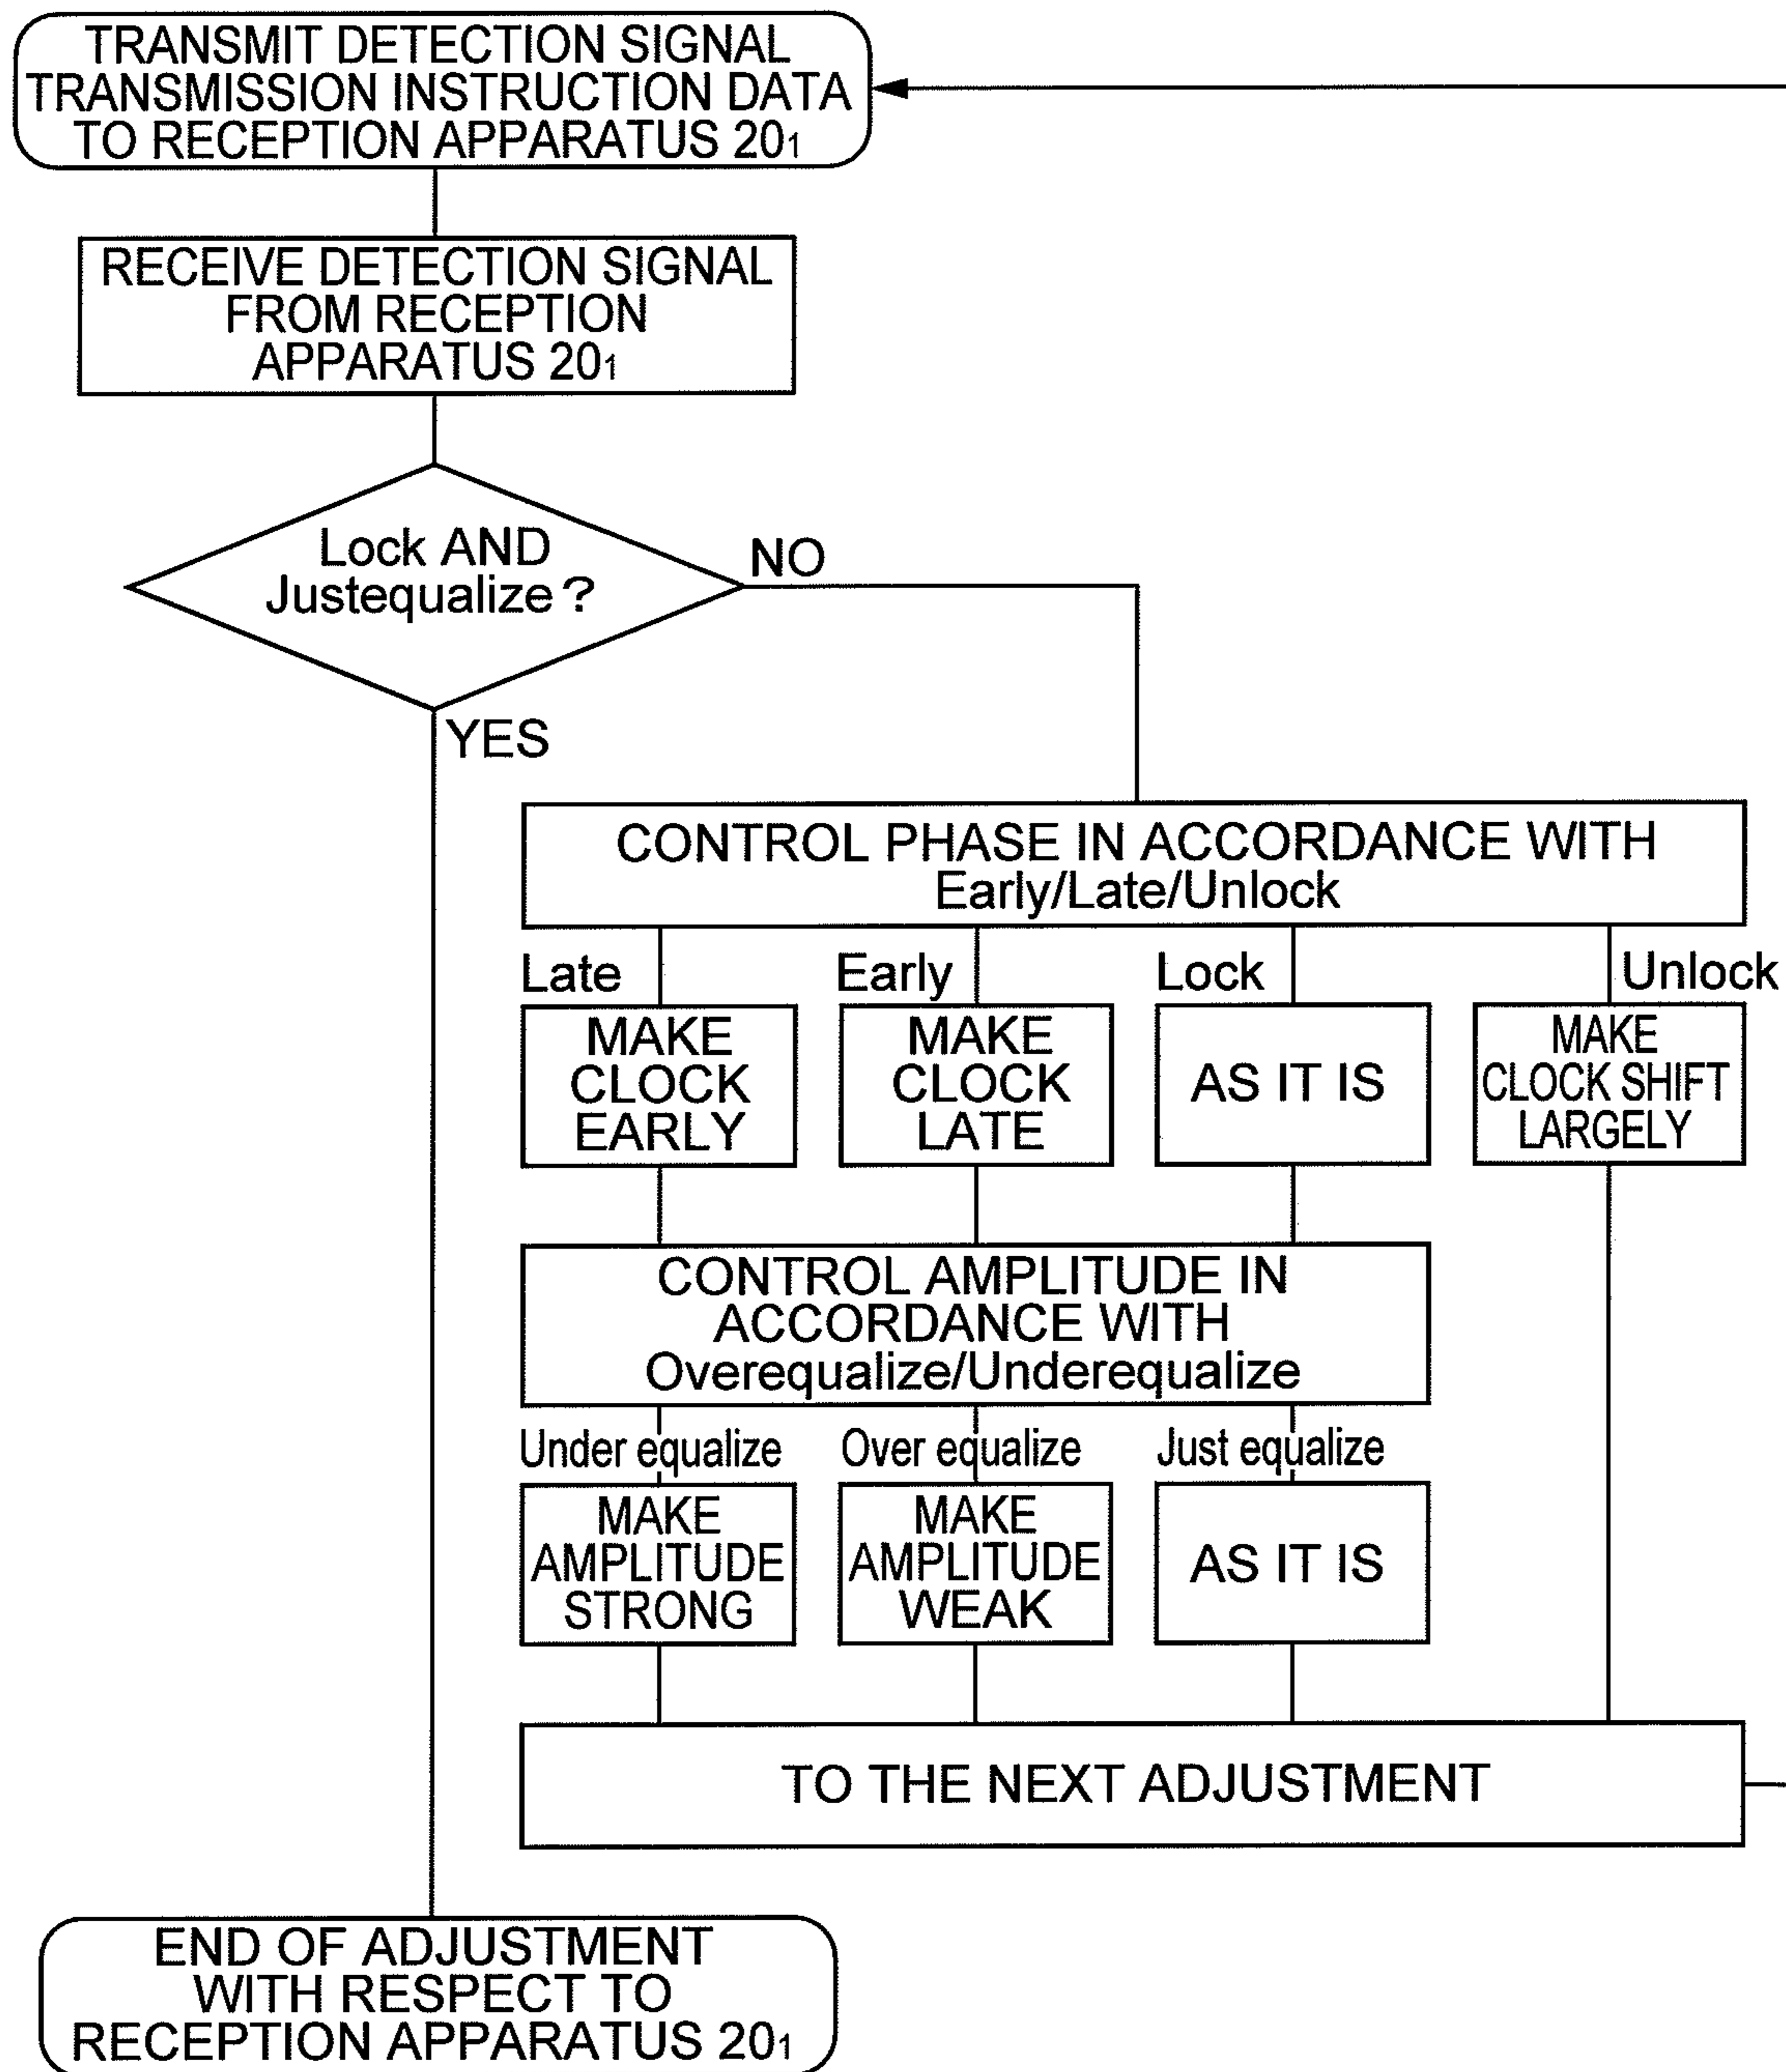 TRANSMIT DETECTION SIGNAL
TRANSMISSION INSTRUCTION DATA
TO RECEPTION APPARATUS 20₁
RECEIVE DETECTION SIGNAL
FROM RECEPTION
APPARATUS 20₁
Lock AND
Justequalize ?
NO
YES
CONTROL PHASE IN ACCORDANCE WITH
Early/Late/Unlock
Late
MAKE
CLOCK
EARLY
Early
MAKE
CLOCK
LATE
Lock
AS IT IS
Unlock
MAKE
CLOCK SHIFT
LARGELY
CONTROL AMPLITUDE IN
ACCORDANCE WITH
Overequalize/Underequalize
Under equalize
MAKE
AMPLITUDE
STRONG
Over equalize
MAKE
AMPLITUDE
WEAK
Just equalize
AS IT IS
TO THE NEXT ADJUSTMENT
END OF ADJUSTMENT
WITH RESPECT TO
RECEPTION APPARATUS 20₁